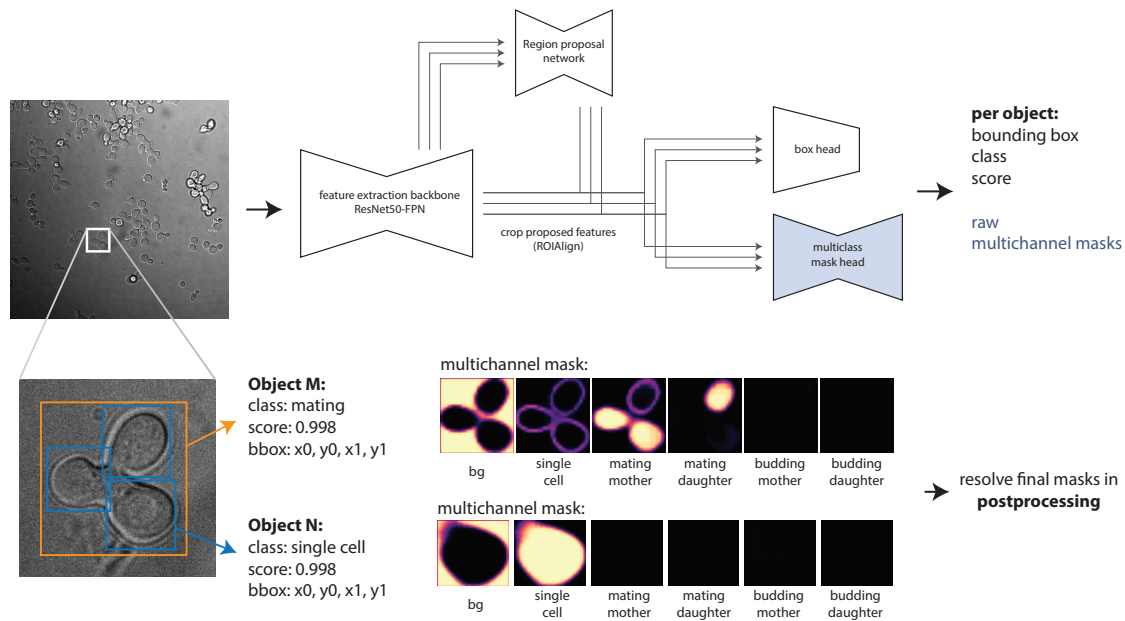 Region proposal
network
feature extraction backbone
ResNet50-FPN
crop proposed features
(ROIAlign)
box head
multiclass
mask head
per object:
bounding box
class
score
raw
multichannel masks
Object M:
class: mating
score: 0.998
bbox: x0, y0, x1, y1
multichannel mask:
bg
single
cell
mating
mother
mating
daughter
budding
mother
budding
daughter
Object N:
class: single cell
score: 0.998
bbox: x0, y0, x1, y1
multichannel mask:
bg
single
cell
mating
mother
mating
daughter
budding
mother
budding
daughter
resolve final masks in
postprocessing